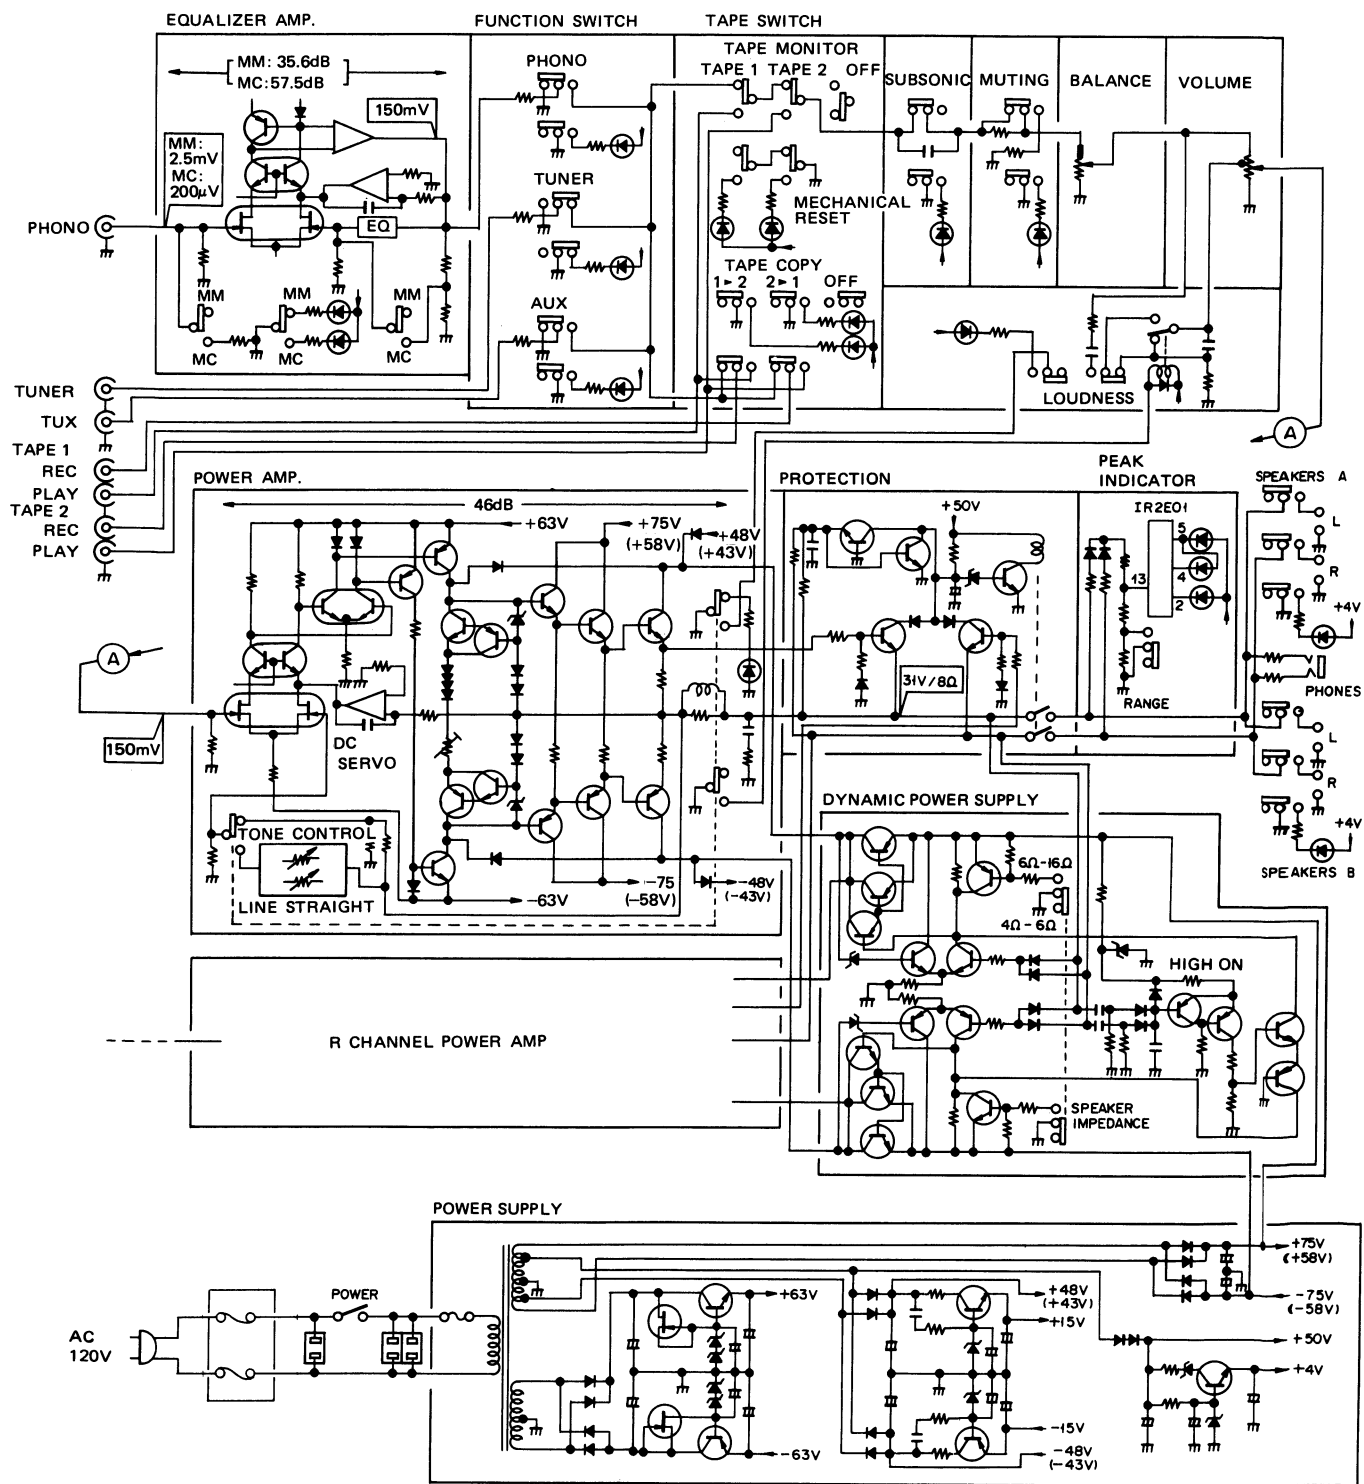 EQUALIZER AMP.
FUNCTION SWITCH
TAPE SWITCH
MM: 35.6dB
MC: 57.5dB
150mV
MM:
2.5mV
MC:
200μV
PHONO
EQ
MM
MM
MM
MC
MC
MC
PHONO
TUNER
AUX
TAPE MONITOR
TAPE 1
TAPE 2
OFF
MECHANICAL
RESET
TAPE COPY
1▸2
2▸1
OFF
SUBSONIC
MUTING
BALANCE
VOLUME
LOUDNESS
A
TUNER
TUX
TAPE 1
REC
PLAY
TAPE 2
REC
PLAY
POWER AMP.
46dB
+63V
+75V
(+58V)
+48V
(+43V)
A
150mV
DC
SERVO
TONE CONTROL
LINE STRAIGHT
-63V
-75
(-58V)
-48V
(-43V)
PROTECTION
+50V
31V/8Ω
PEAK
INDICATOR
IR2E01
5
4
13
2
RANGE
SPEAKERS A
L
R
+4V
PHONES
L
R
+4V
SPEAKERS B
DYNAMIC POWER SUPPLY
6Ω-16Ω
4Ω-6Ω
HIGH ON
SPEAKER
IMPEDANCE
R CHANNEL POWER AMP
POWER SUPPLY
AC
120V
POWER
+63V
-63V
+48V
(+43V)
+15V
-15V
-48V
(-43V)
+75V
(+58V)
-75V
(-58V)
+50V
+4V